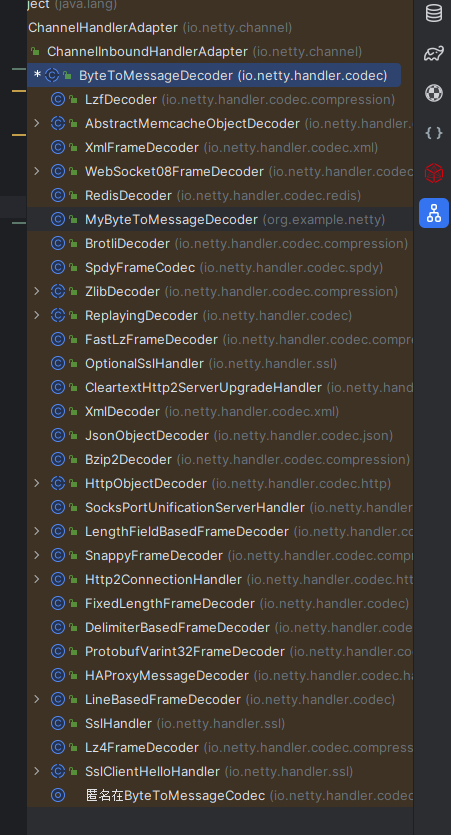 ject (java.lang)
ChannelHandlerAdapter (io.netty.channel)
ChannelInboundHandlerAdapter (io.netty.channel)
* ByteToMessageDecoder (io.netty.handler.codec)
LzfDecoder (io.netty.handler.codec.compression)
AbstractMemcacheObjectDecoder (io.netty.handler.
XmlFrameDecoder (io.netty.handler.codec.xml)
WebSocket08FrameDecoder (io.netty.handler.codec
RedisDecoder (io.netty.handler.codec.redis)
MyByteToMessageDecoder (org.example.netty)
BrotliDecoder (io.netty.handler.codec.compression)
SpdyFrameCodec (io.netty.handler.codec.spdy)
ZlibDecoder (io.netty.handler.codec.compression)
ReplayingDecoder (io.netty.handler.codec)
FastLzFrameDecoder (io.netty.handler.codec.compre
OptionalSslHandler (io.netty.handler.ssl)
CleartextHttp2ServerUpgradeHandler (io.netty.hand
XmlDecoder (io.netty.handler.codec.xml)
JsonObjectDecoder (io.netty.handler.codec.json)
Bzip2Decoder (io.netty.handler.codec.compression)
HttpObjectDecoder (io.netty.handler.codec.http)
SocksPortUnificationServerHandler (io.netty.handler.
LengthFieldBasedFrameDecoder (io.netty.handler.c
SnappyFrameDecoder (io.netty.handler.codec.comp
Http2ConnectionHandler (io.netty.handler.codec.htt
FixedLengthFrameDecoder (io.netty.handler.codec)
DelimiterBasedFrameDecoder (io.netty.handler.code
ProtobufVarint32FrameDecoder (io.netty.handler.co
HAProxyMessageDecoder (io.netty.handler.codec.ha
LineBasedFrameDecoder (io.netty.handler.codec)
SslHandler (io.netty.handler.ssl)
Lz4FrameDecoder (io.netty.handler.codec.compress
SslClientHelloHandler (io.netty.handler.ssl)
匿名在ByteToMessageCodec (io.netty.handler.codec